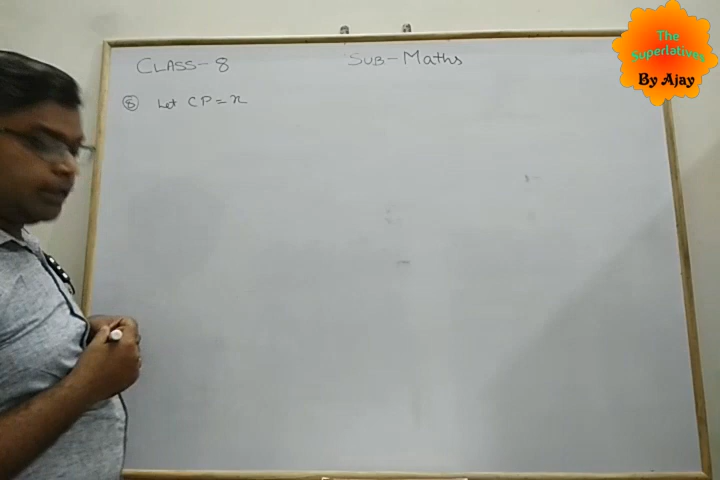 CLASS-8 SUB-Maths
⑧ Let CP = x
The
Superlatives
By Ajay